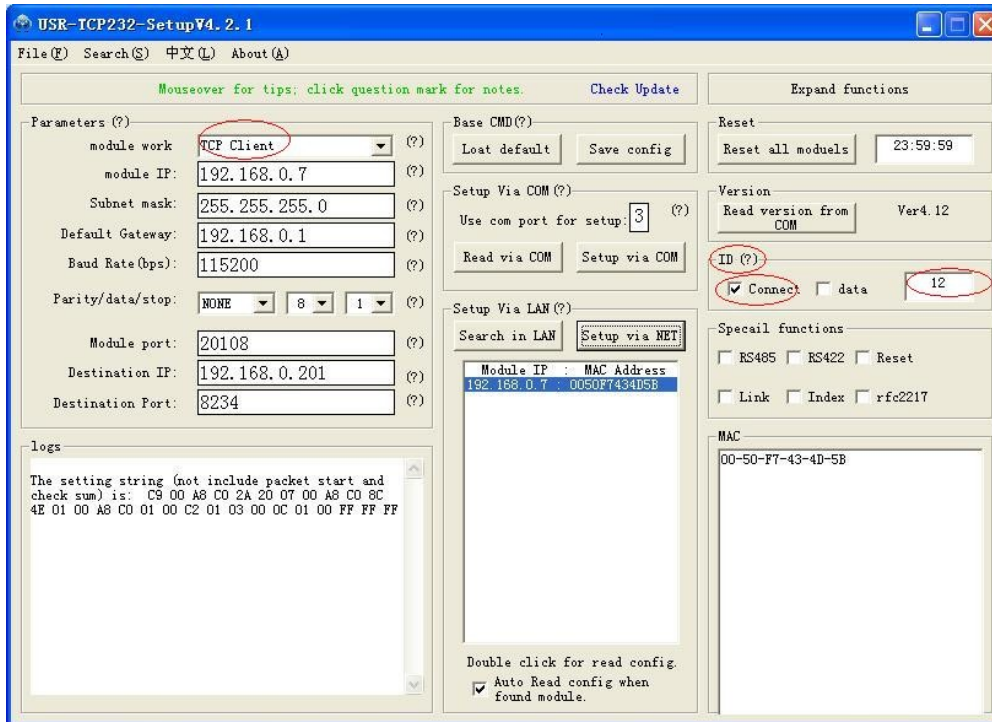 USR-TCP232-SetupV4.2.1
File(F) Search(S) 中文(L) About(A)
Mouseover for tips; click question mark for notes. Check Update
Expand functions
Parameters (?)
module work TCP Client (?)
module IP: 192.168.0.7 (?)
Subnet mask: 255.255.255.0 (?)
Default Gateway: 192.168.0.1 (?)
Baud Rate(bps): 115200 (?)
Parity/data/stop: NONE 8 1 (?)
Module port: 20108 (?)
Destination IP: 192.168.0.201 (?)
Destination Port: 8234 (?)
logs
The setting string (not include packet start and
check sum) is: C9 00 A8 C0 2A 20 07 00 A8 C0 8C
4E 01 00 A8 C0 01 00 C2 01 03 00 0C 01 00 FF FF FF
Base CMD(?)
Loat default Save config
Setup Via COM(?)
Use com port for setup: 3 (?)
Read via COM Setup via COM
Setup Via LAN(?)
Search in LAN Setup via NET
Module IP : MAC Address
192.168.0.7 : 0050F7434D5B
Double click for read config.
Auto Read config when
found module.
Reset
Reset all moduels 23:59:59
Version
Read version from
COM
Ver4.12
ID(?)
Connect data 12
Specail functions
RS485 RS422 Reset
Link Index rfc2217
MAC
00-50-F7-43-4D-5B